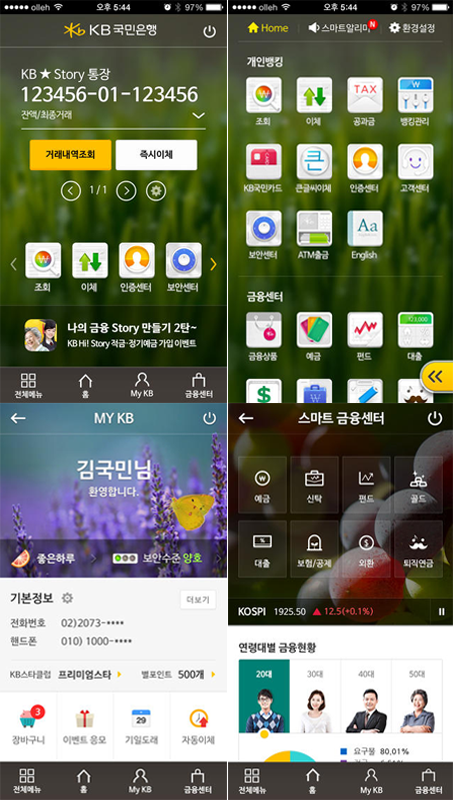 olleh 오후 5:44 97%
KB 국민은행
KB ★ Story 통장
123456-01-123456
잔액/최종거래
거래내역조회 즉시이체
1/1
조회 이체 인증센터 보안센터
나의 금융 Story 만들기 2탄~
KB Hi! Story 적금·정기예금 가입 이벤트
전체메뉴 홈 My KB 금융센터
olleh 오후 5:44 97%
Home 스마트알리미 N 환경설정
개인뱅킹
TAX
조회 이체 공과금 뱅킹관리
큰
KB국민카드 큰글씨이체 인증센터 고객센터
Aa
보안센터 ATM출금 English
금융센터
금융상품 예금 펀드 대출
MY KB
김국민님
환영합니다.
좋은하루 보안수준 양호
기본정보 더보기
전화번호 02)2073-****
핸드폰 010) 1000-****
KB스타클럽 프리미엄스타 별포인트 500개
3 29
장바구니 이벤트 응모 기일도래 자동이체
전체메뉴 홈 My KB 금융센터
스마트 금융센터
예금 신탁 펀드 골드
대출 보험/공제 외환 퇴직연금
KOSPI 1925.50 ▲ 12.5(+0.1%)
연령대별 금융현황
20대 30대 40대 50대
요구불 80,01%
전체메뉴 홈 My KB 금융센터